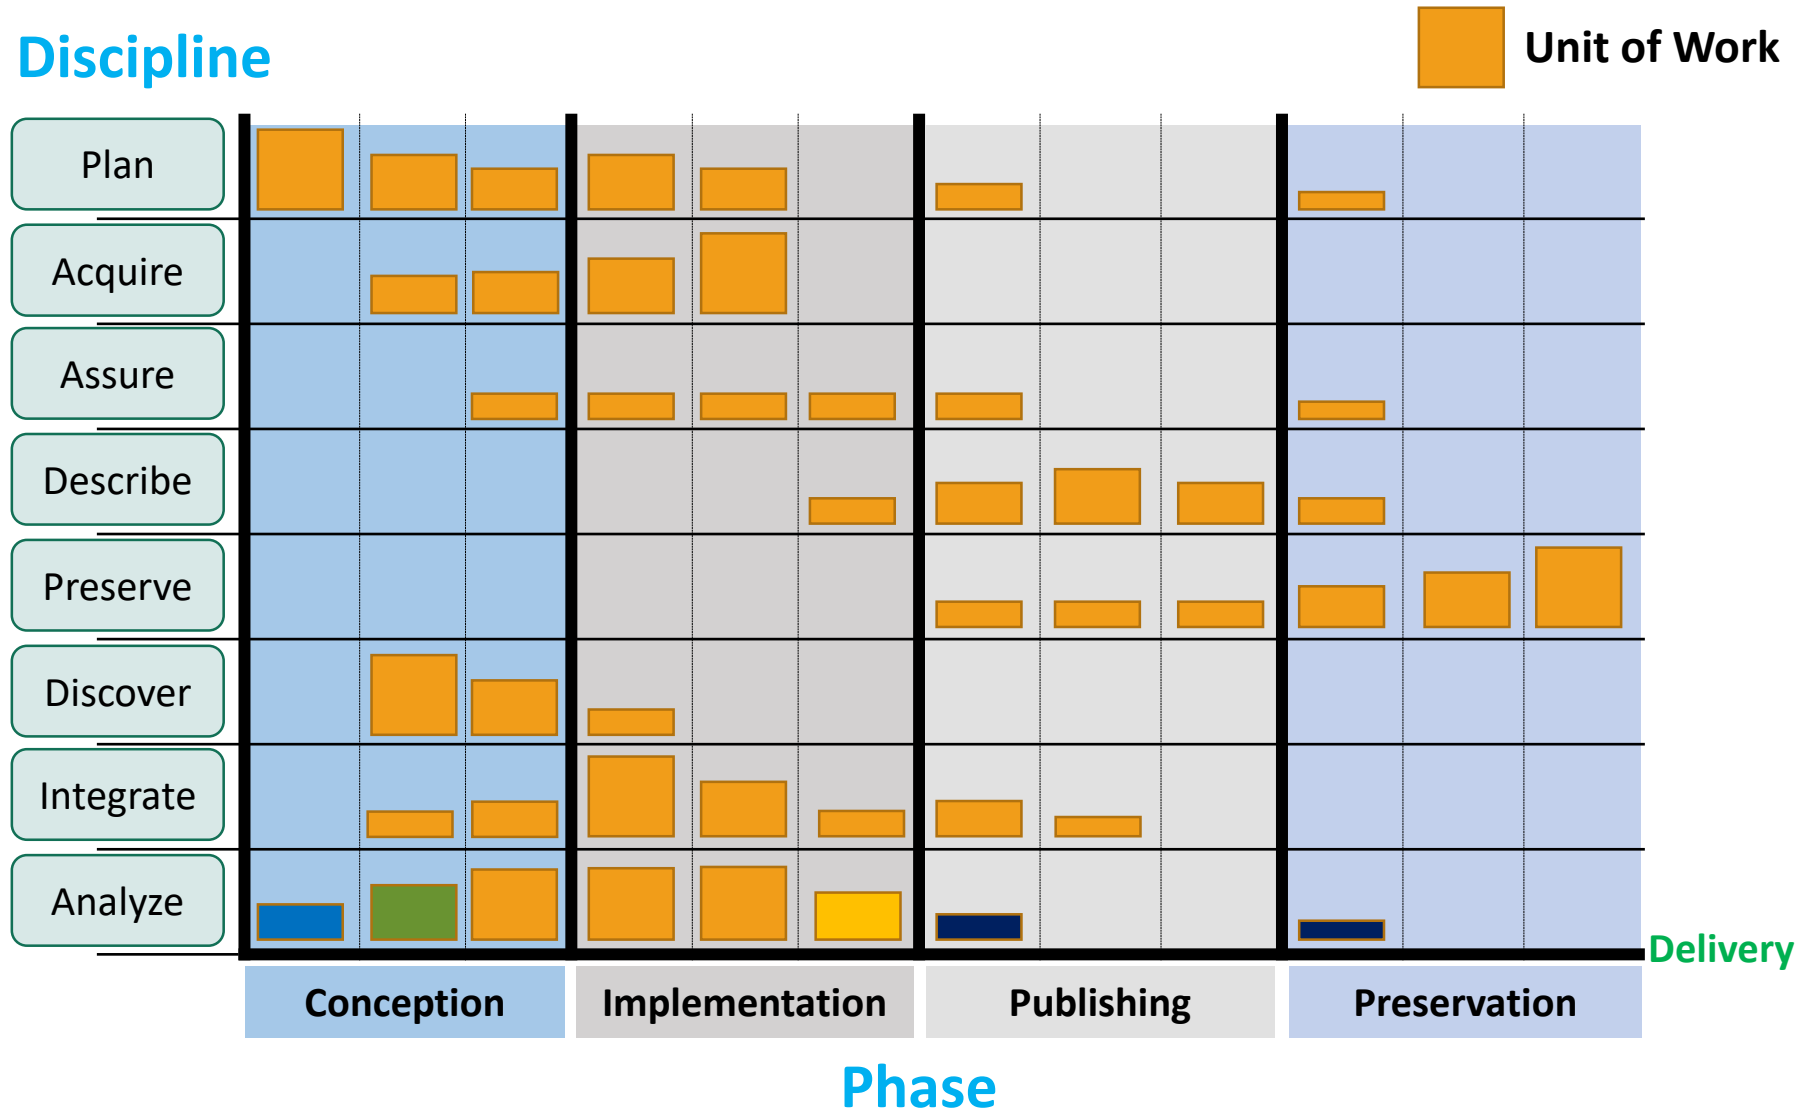 Discipline
Unit of Work
Plan
Acquire
Assure
Describe
Preserve
Discover
Integrate
Analyze
Delivery
Conception
Implementation
Publishing
Preservation
Phase